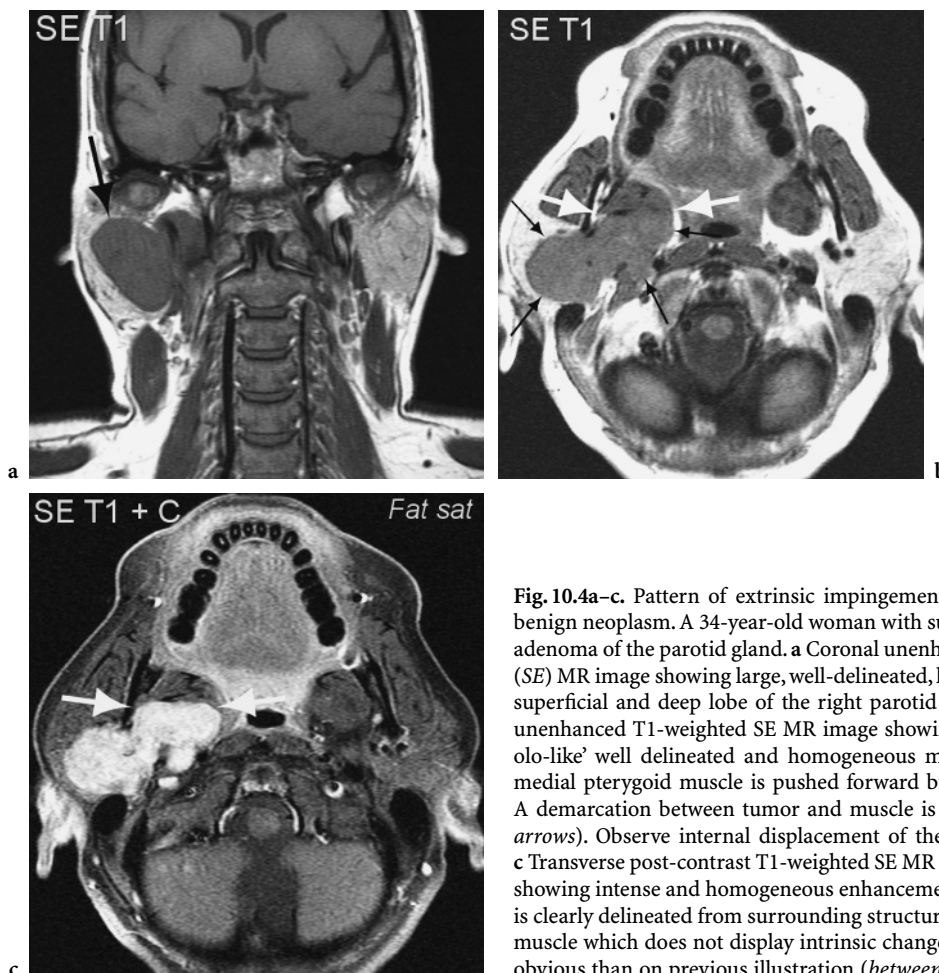 SE T1
SE T1
a
b
SE T1 + C
Fat sat
c
Fig. 10.4a–c. Pattern of extrinsic impingemen
benign neoplasm. A 34-year-old woman with su
adenoma of the parotid gland. a Coronal unenh
(SE) MR image showing large, well-delineated, h
superficial and deep lobe of the right parotid
unenhanced T1-weighted SE MR image showi
olo-like’ well delineated and homogeneous m
medial pterygoid muscle is pushed forward b
A demarcation between tumor and muscle is
arrows). Observe internal displacement of the
c Transverse post-contrast T1-weighted SE MR
showing intense and homogeneous enhanceme
is clearly delineated from surrounding structur
muscle which does not display intrinsic change
obvious than on previous illustration (between